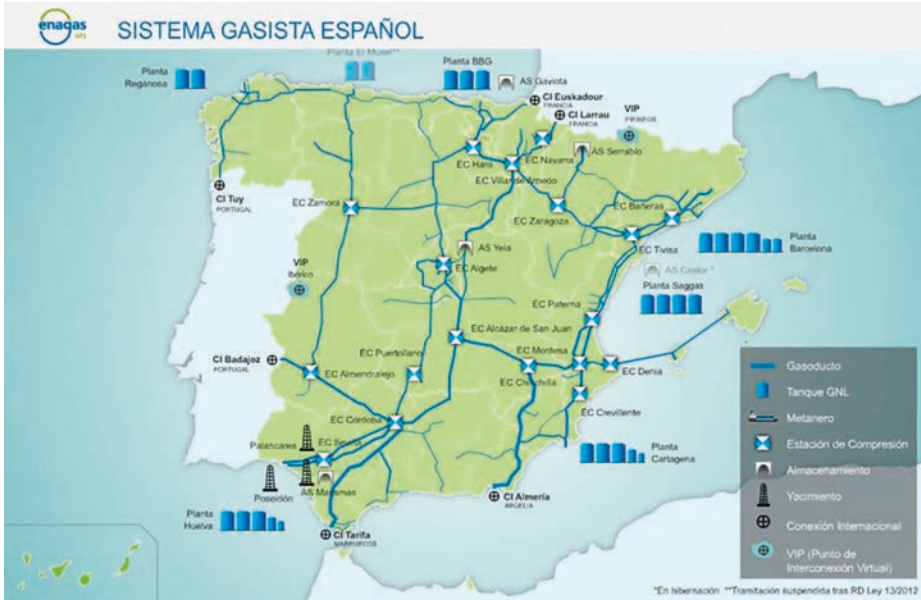 enagas
GTS
SISTEMA GASISTA ESPAÑOL
Planta El Musel**
Planta
Reganosa
Planta BBG
AS Gaviota
CI Euskadour
FRANCIA
CI Larrau
FRANCIA
VIP
PIRINEOS
EC Haro
EC Navarra
AS Serrablo
EC Villar de Arnedo
CI Tuy
PORTUGAL
EC Zamora
EC Zaragoza
EC Bañeras
AS Yela
EC Tivisa
Planta
Barcelona
VIP
Ibérico
EC Algete
AS Castor *
Planta Saggas
EC Paterna
EC Alcázar de San Juan
CI Badajoz
PORTUGAL
EC Puertollano
EC Montesa
EC Almendralejo
EC Chinchilla
EC Denia
EC Crevillente
EC Córdoba
Palancares
EC Sevilla
Planta
Cartagena
Poseidón
AS Marismas
CI Almería
ARGELIA
Planta
Huelva
CI Tarifa
MARRUECOS
Gasoducto
Tanque GNL
Metanero
Estación de Compresión
Almacenamiento
Yacimiento
Conexión Internacional
VIP (Punto de
Interconexión Virtual)
*En hibernación **Tramitación suspendida tras RD Ley 13/2012